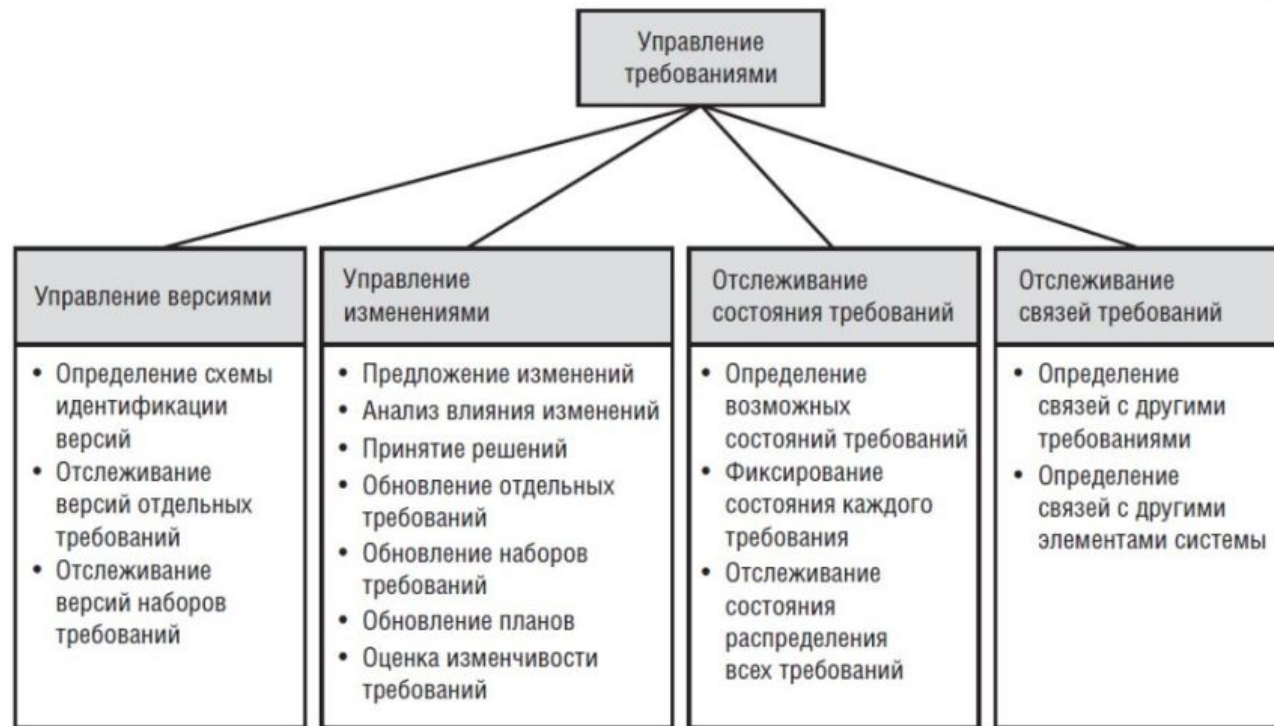 Управление
требованиями
Управление версиями
• Определение схемы
идентификации
версий
• Отслеживание
версий отдельных
требований
• Отслеживание
версий наборов
требований
Управление
изменениями
• Предложение изменений
• Анализ влияния изменений
• Принятие решений
• Обновление отдельных
требований
• Обновление наборов
требований
• Обновление планов
• Оценка изменчивости
требований
Отслеживание
состояния требований
• Определение
возможных
состояний требований
• Фиксирование
состояния каждого
требования
• Отслеживание
состояния
распределения
всех требований
Отслеживание
связей требований
• Определение
связей с другими
требованиями
• Определение
связей с другими
элементами системы